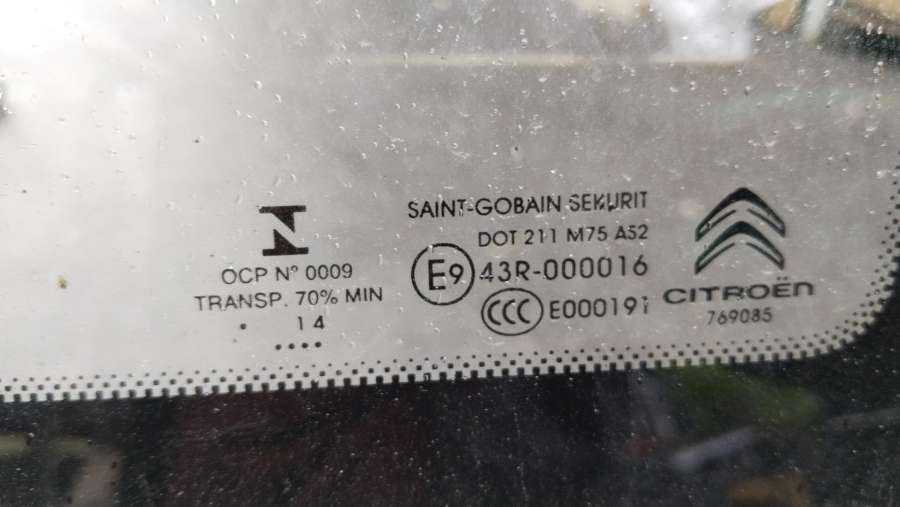 SAINT-GOBAIN SEKURIT
DOT 211 M75 AS2
E9 43R-000016
CCC E000191
OCP N° 0009
TRANSP. 70% MIN
. 14
....
CITROËN
769085